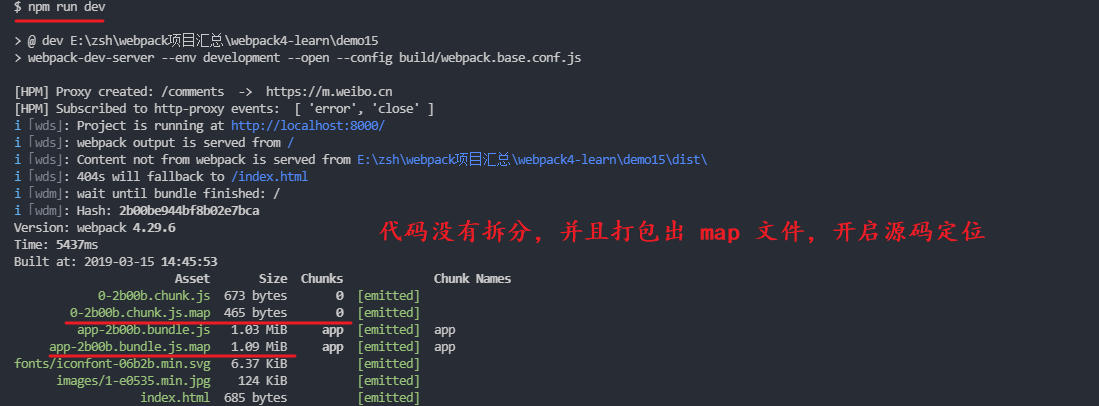 $ npm run dev
> @ dev E:\zsh\webpack项目汇总\webpack4-learn\demo15
> webpack-dev-server --env development --open --config build/webpack.base.conf.js
[HPM] Proxy created: /comments  ->  https://m.weibo.cn
[HPM] Subscribed to http-proxy events:  [ 'error', 'close' ]
i ｢wds｣: Project is running at http://localhost:8000/
i ｢wds｣: webpack output is served from /
i ｢wds｣: Content not from webpack is served from E:\zsh\webpack项目汇总\webpack4-learn\demo15\dist\
i ｢wds｣: 404s will fallback to /index.html
i ｢wdm｣: wait until bundle finished: /
i ｢wdm｣: Hash: 2b00be944bf8b02e7bca
Version: webpack 4.29.6
代码没有拆分，并且打包出 map 文件，开启源码定位
Time: 5437ms
Built at: 2019-03-15 14:45:53
Asset Size Chunks Chunk Names
0-2b00b.chunk.js 673 bytes 0 [emitted]
0-2b00b.chunk.js.map 465 bytes 0 [emitted]
app-2b00b.bundle.js 1.03 MiB app [emitted] app
app-2b00b.bundle.js.map 1.09 MiB app [emitted] app
fonts/iconfont-06b2b.min.svg 6.37 KiB [emitted]
images/1-e0535.min.jpg 124 KiB [emitted]
index.html 685 bytes [emitted]